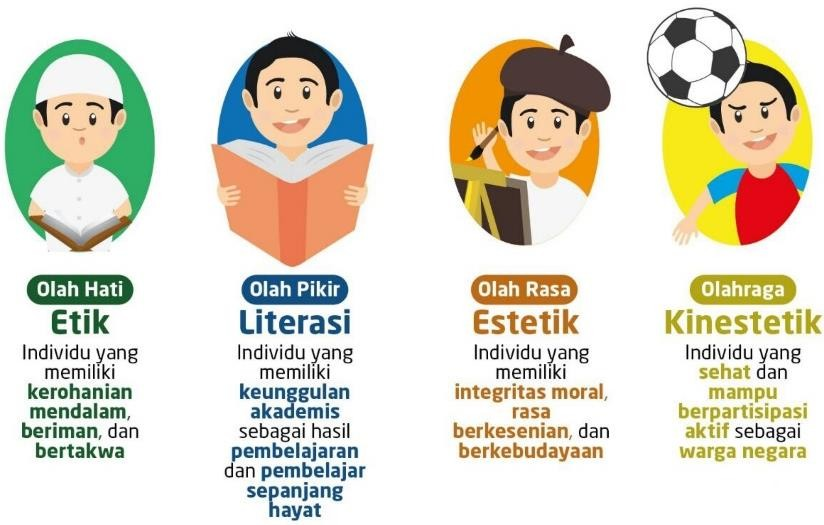 Olah Hati
Etik
Individu yang
memiliki
kerohanian
mendalam,
beriman, dan
bertakwa
Olah Pikir
Literasi
Individu yang
memiliki
keunggulan
akademis
sebagai hasil
pembelajaran
dan pembelajar
sepanjang
hayat
Olah Rasa
Estetik
Individu yang
memiliki
integritas moral,
rasa
berkesenian, dan
berkebudayaan
Olahraga
Kinestetik
Individu yang
sehat dan
mampu
berpartisipasi
aktif sebagai
warga negara